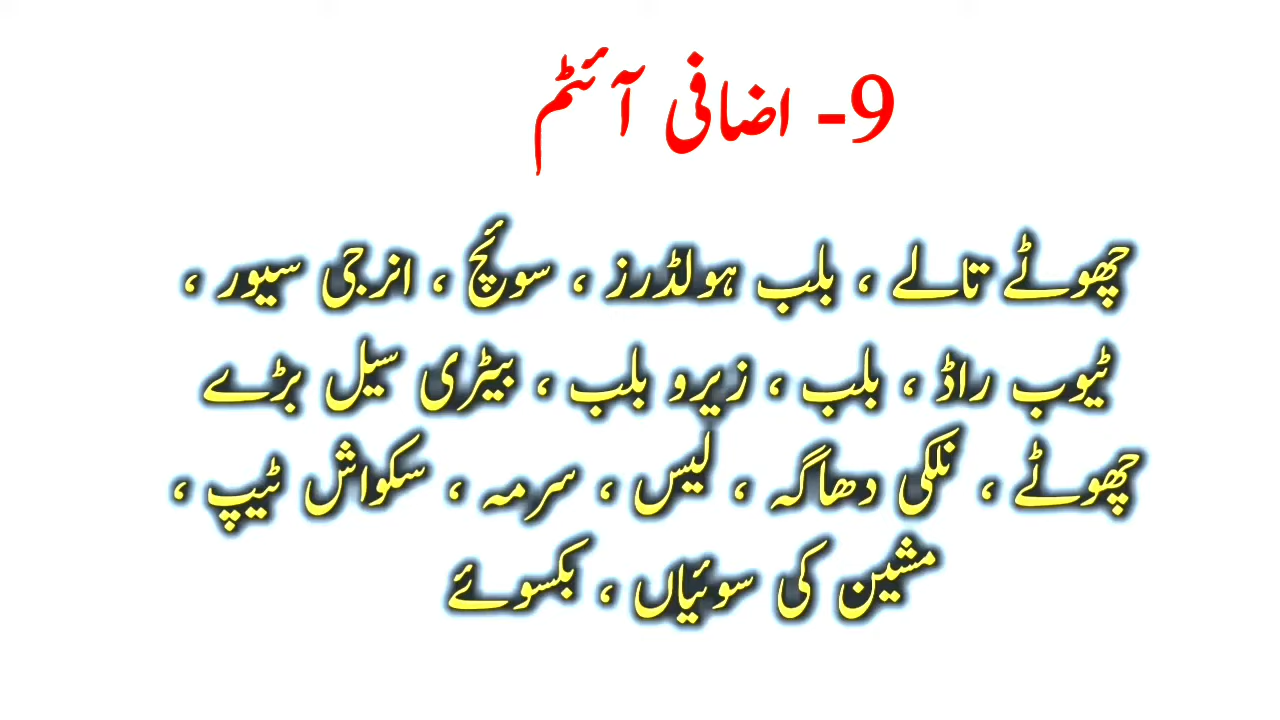 9- اضافی آئٹم
چھوٹے تالے ، بلب ہولڈرز ، سوئچ ، انرجی سیور ،
ٹیوب راڈ ، بلب ، زیرو بلب ، بیٹری سیل بڑے
چھوٹے ، نلکی دھاگہ ، لیس ، سرمہ ، سکواش ٹیپ ،
مشین کی سوئیاں ، بکسوئے